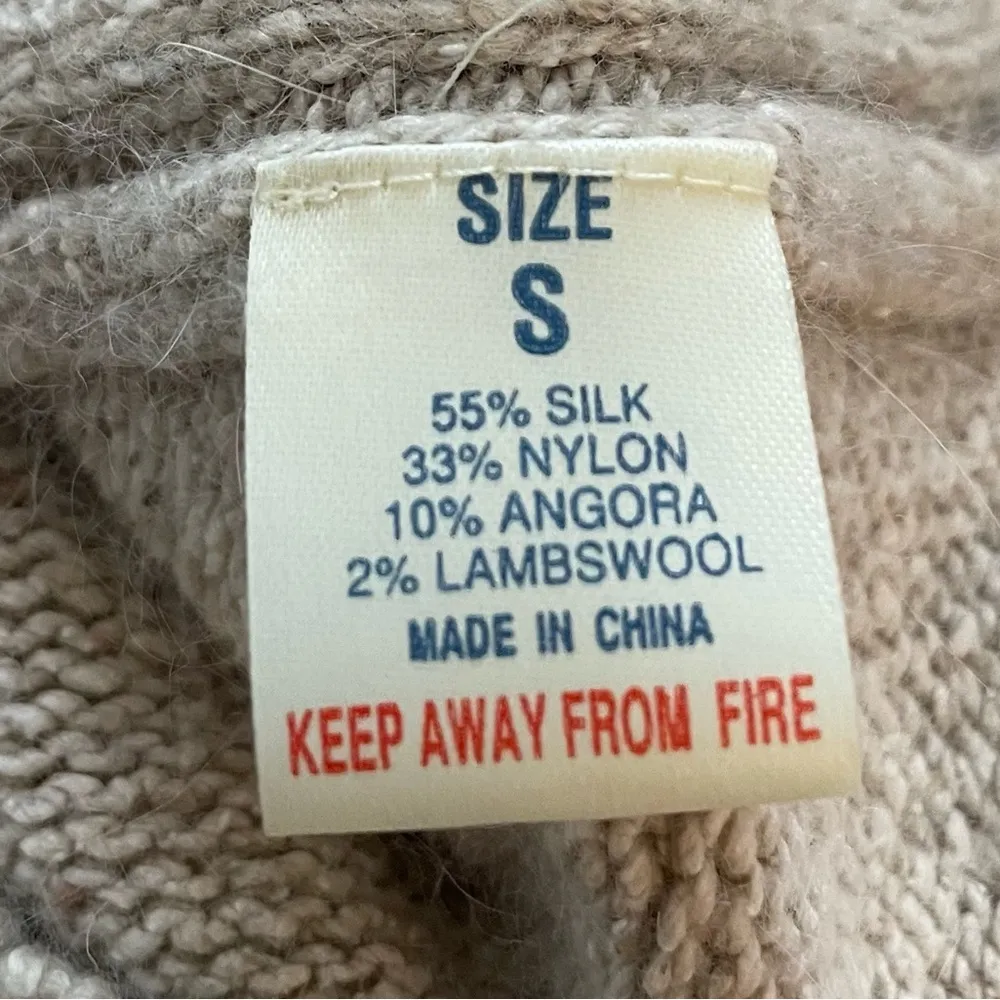 SIZE
S
55% SILK
33% NYLON
10% ANGORA
2% LAMBSWOOL
MADE IN CHINA
KEEP AWAY FROM FIRE